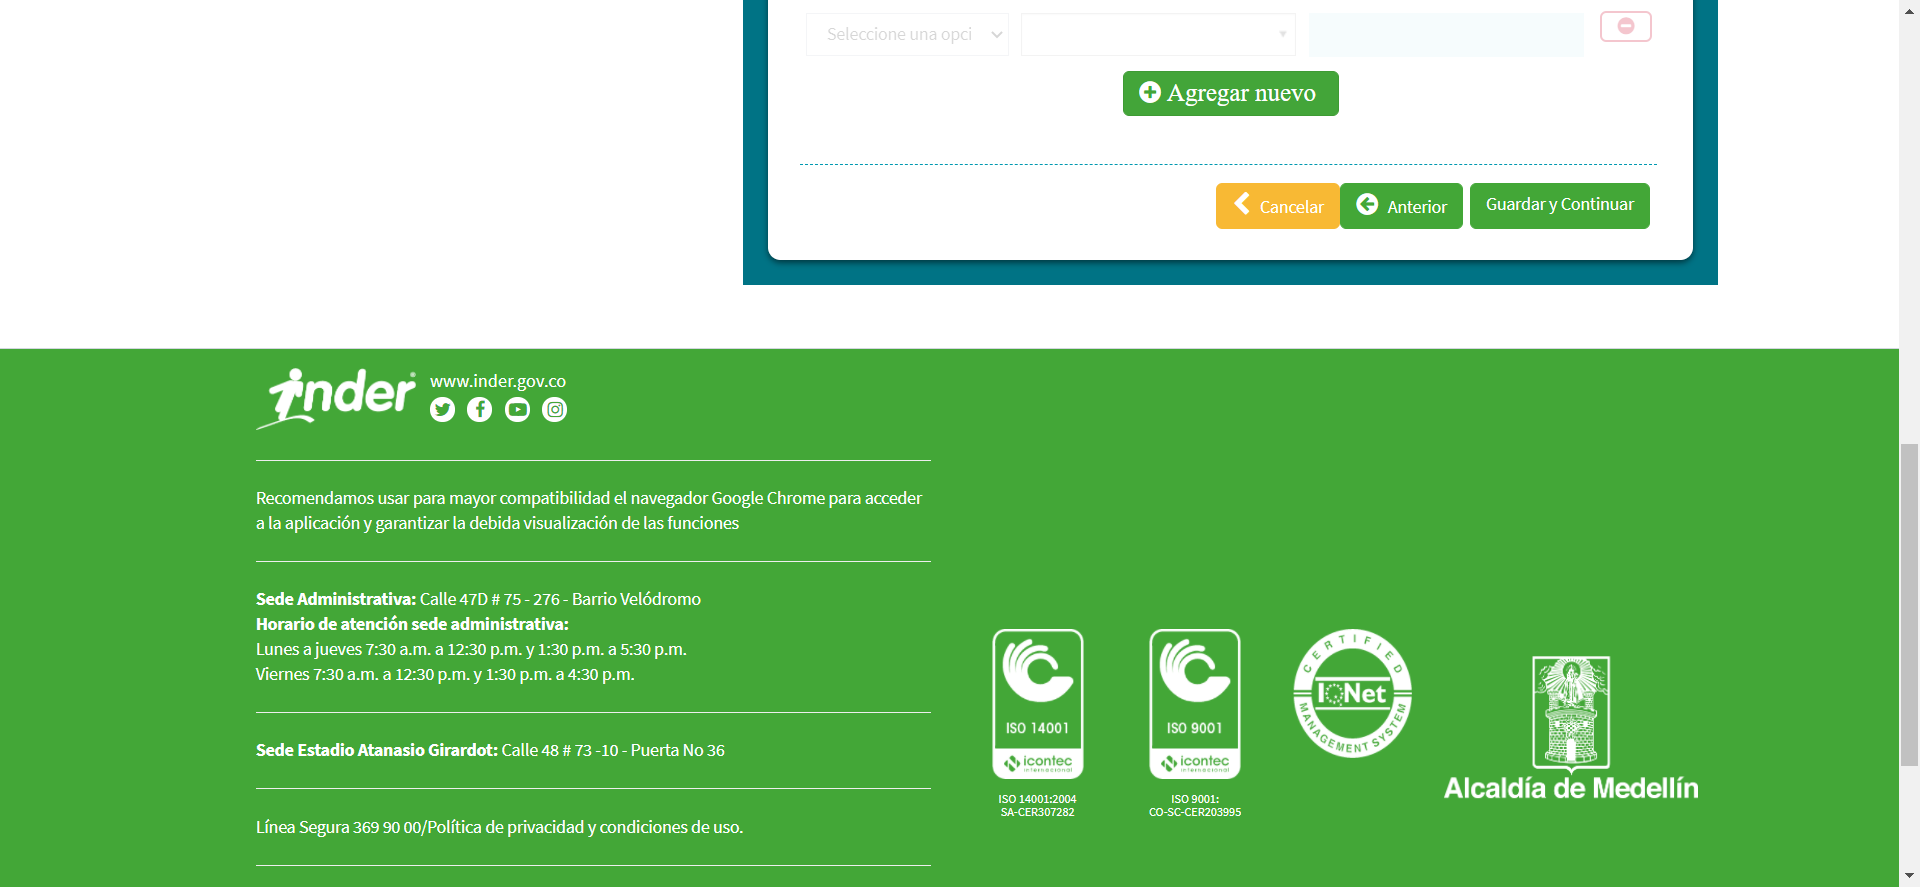 Seleccione una opci
Agregar nuevo
Cancelar
Anterior
Guardar y Continuar
inder
www.inder.gov.co
Recomendamos usar para mayor compatibilidad el navegador Google Chrome para acceder
a la aplicación y garantizar la debida visualización de las funciones
Sede Administrativa: Calle 47D # 75 - 276 - Barrio Velódromo
Horario de atención sede administrativa:
Lunes a jueves 7:30 a.m. a 12:30 p.m. y 1:30 p.m. a 5:30 p.m.
Viernes 7:30 a.m. a 12:30 p.m. y 1:30 p.m. a 4:30 p.m.
Sede Estadio Atanasio Girardot: Calle 48 # 73 -10 - Puerta No 36
Línea Segura 369 90 00/Política de privacidad y condiciones de uso.
ISO 14001
icontec
internacional
ISO 14001:2004
SA-CER307282
ISO 9001
icontec
internacional
ISO 9001:
CO-SC-CER203995
CERTIFIED
IQNet
MANAGEMENT SYSTEM
Alcaldía de Medellín